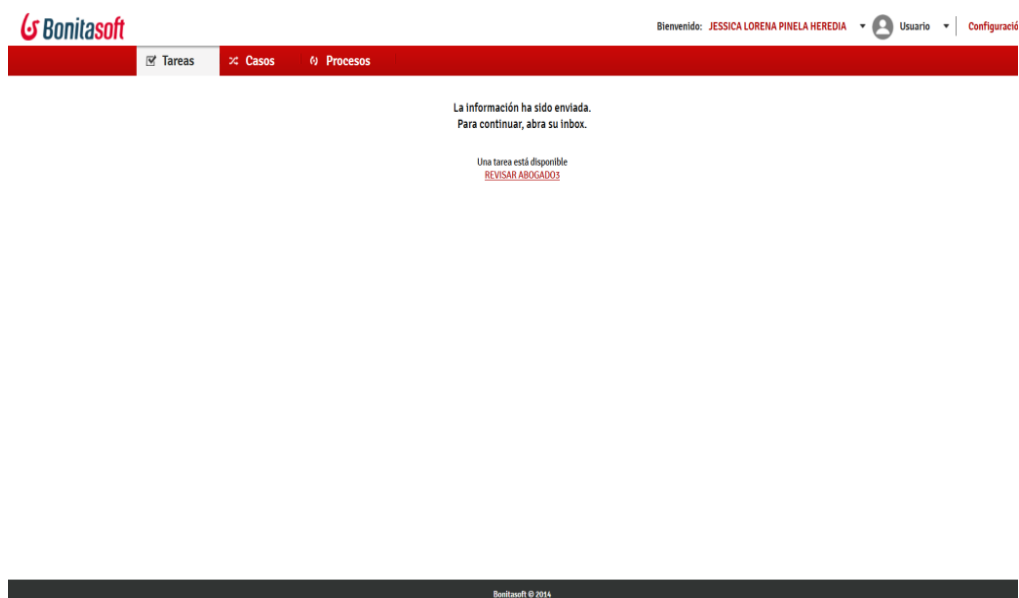 Bonitasoft
Bienvenido: JESSICA LORENA PINELA HEREDIA Usuario Configuració
Tareas Casos Procesos
La información ha sido enviada.
Para continuar, abra su inbox.
Una tarea está disponible
REVISAR ABOGADO3
Bonitasoft © 2014